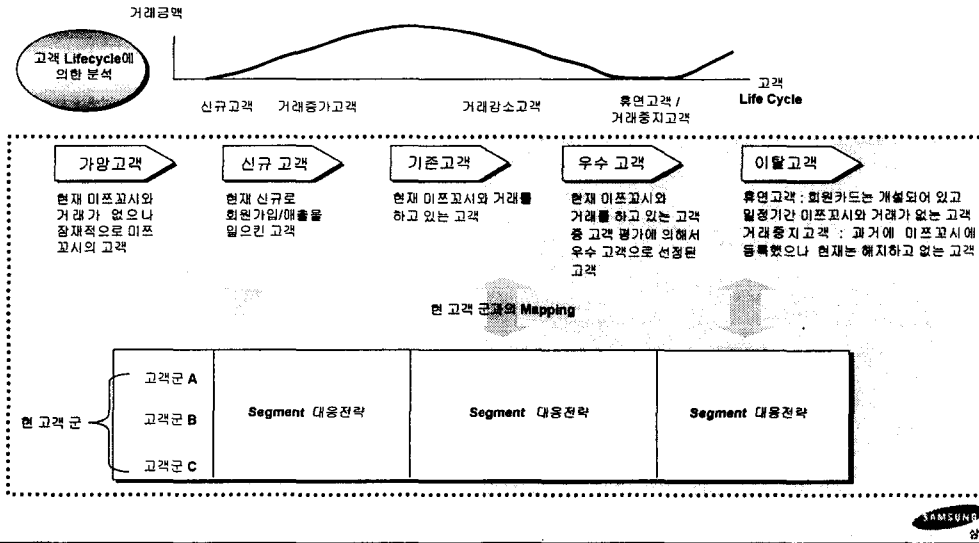 거래금액
고객 Lifecycle에
의한 분석
고객
Life Cycle
신규고객 거래증가고객 거래감소고객 휴면고객 /
거래중지고객
가망고객
현재 미쯔꼬시와
거래가 없으나
잠재적으로 미쯔
꼬시의 고객
신규 고객
현재 신규로
회원가입/매출을
일으킨 고객
기존고객
현재 미쯔꼬시와 거래를
하고 있는 고객
우수 고객
현재 미쯔꼬시와
거래를 하고 있는 고객
중 고객 평가에 의해서
우수 고객으로 선정된
고객
이탈고객
휴면고객 : 회원카드는 개설되어 있고
일정기간 미쯔꼬시와 거래가 없는 고객
거래중지고객 : 과거에 미쯔꼬시에
등록했으나 현재는 해지하고 없는 고객
현 고객 군과의 Mapping
현 고객 군
고객군 A
고객군 B
고객군 C
Segment 대응전략
Segment 대응전략
Segment 대응전략
SAMSUNG